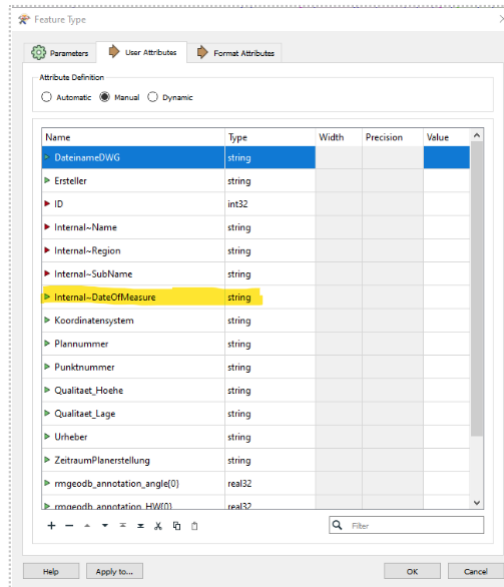 Feature Type
Parameters User Attributes Format Attributes
Attribute Definition
Automatic Manual Dynamic
Name Type Width Precision Value
DateinameDWG string
Ersteller string
ID int32
Internal~Name string
Internal~Region string
Internal~SubName string
Internal~DateOfMeasure string
Koordinatensystem string
Plannummer string
Punktnummer string
Qualitaet_Hoehe string
Qualitaet_Lage string
Urheber string
ZeitraumPlanerstellung string
rmgeodb_annotation_angle{0} real32
rmgeodb_annotation_HW{0} real32
Filter
Help Apply to... OK Cancel